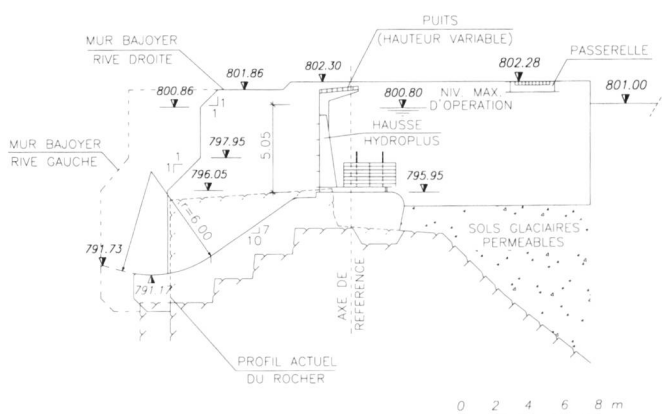 PUITS
(HAUTEUR VARIABLE)
MUR BAJOYER
RIVE DROITE
801.86
802.30
802.28
PASSERELLE
800.86
800.80
NIV. MAX.
D'OPERATION
801.00
1
1
HAUSSE
HYDROPLUS
5.05
MUR BAJOYER
RIVE GAUCHE
797.95
1
1
796.05
795.95
r=6.00
7
10
SOLS GLACIAIRES
PERMEABLES
791.73
791.17
AXE DE
REFERENCE
PROFIL ACTUEL
DU ROCHER
0 2 4 6 8 m